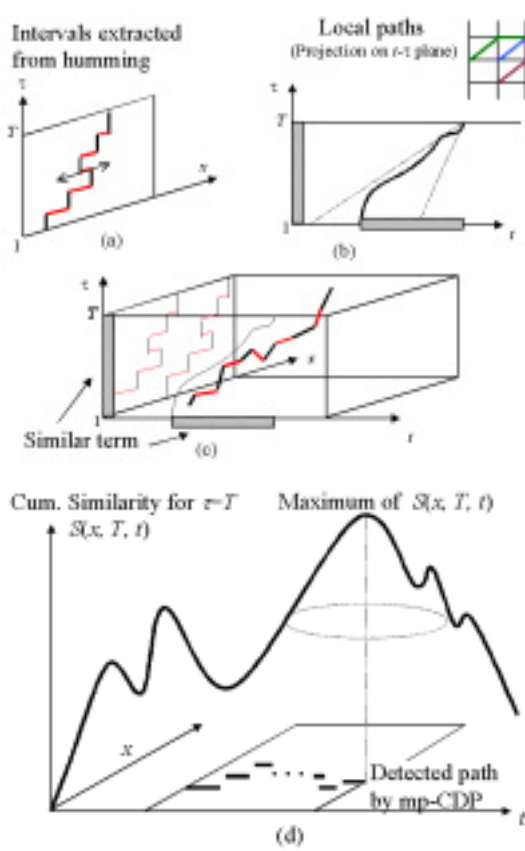 Intervals extracted
from humming
τ
T
x
1
(a)
Local paths
(Projection on t-τ plane)
τ
T
1
t
(b)
τ
T
x
1
t
Similar term
(c)
Cum. Similarity for τ=T
S(x, T, t)
Maximum of S(x, T, t)
x
Detected path
by mp-CDP
t
(d)